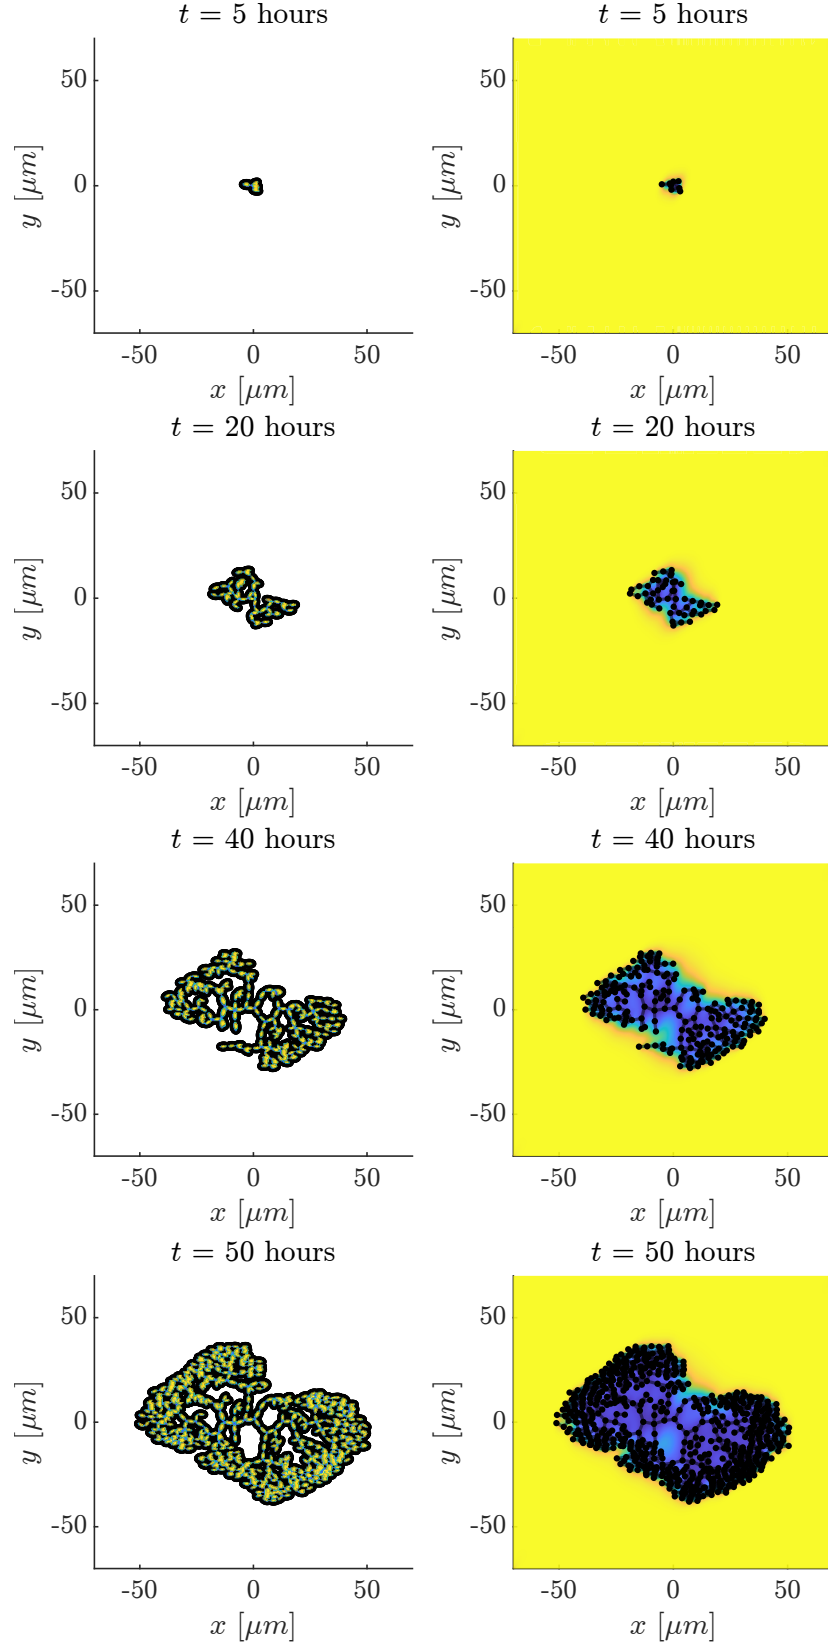 t = 5 hours
t = 5 hours
y [μm]
50
0
-50
-50 0 50
x [μm]
y [μm]
50
0
-50
-50 0 50
x [μm]
t = 20 hours
t = 20 hours
y [μm]
50
0
-50
-50 0 50
x [μm]
y [μm]
50
0
-50
-50 0 50
x [μm]
t = 40 hours
t = 40 hours
y [μm]
50
0
-50
-50 0 50
x [μm]
y [μm]
50
0
-50
-50 0 50
x [μm]
t = 50 hours
t = 50 hours
y [μm]
50
0
-50
-50 0 50
x [μm]
y [μm]
50
0
-50
-50 0 50
x [μm]